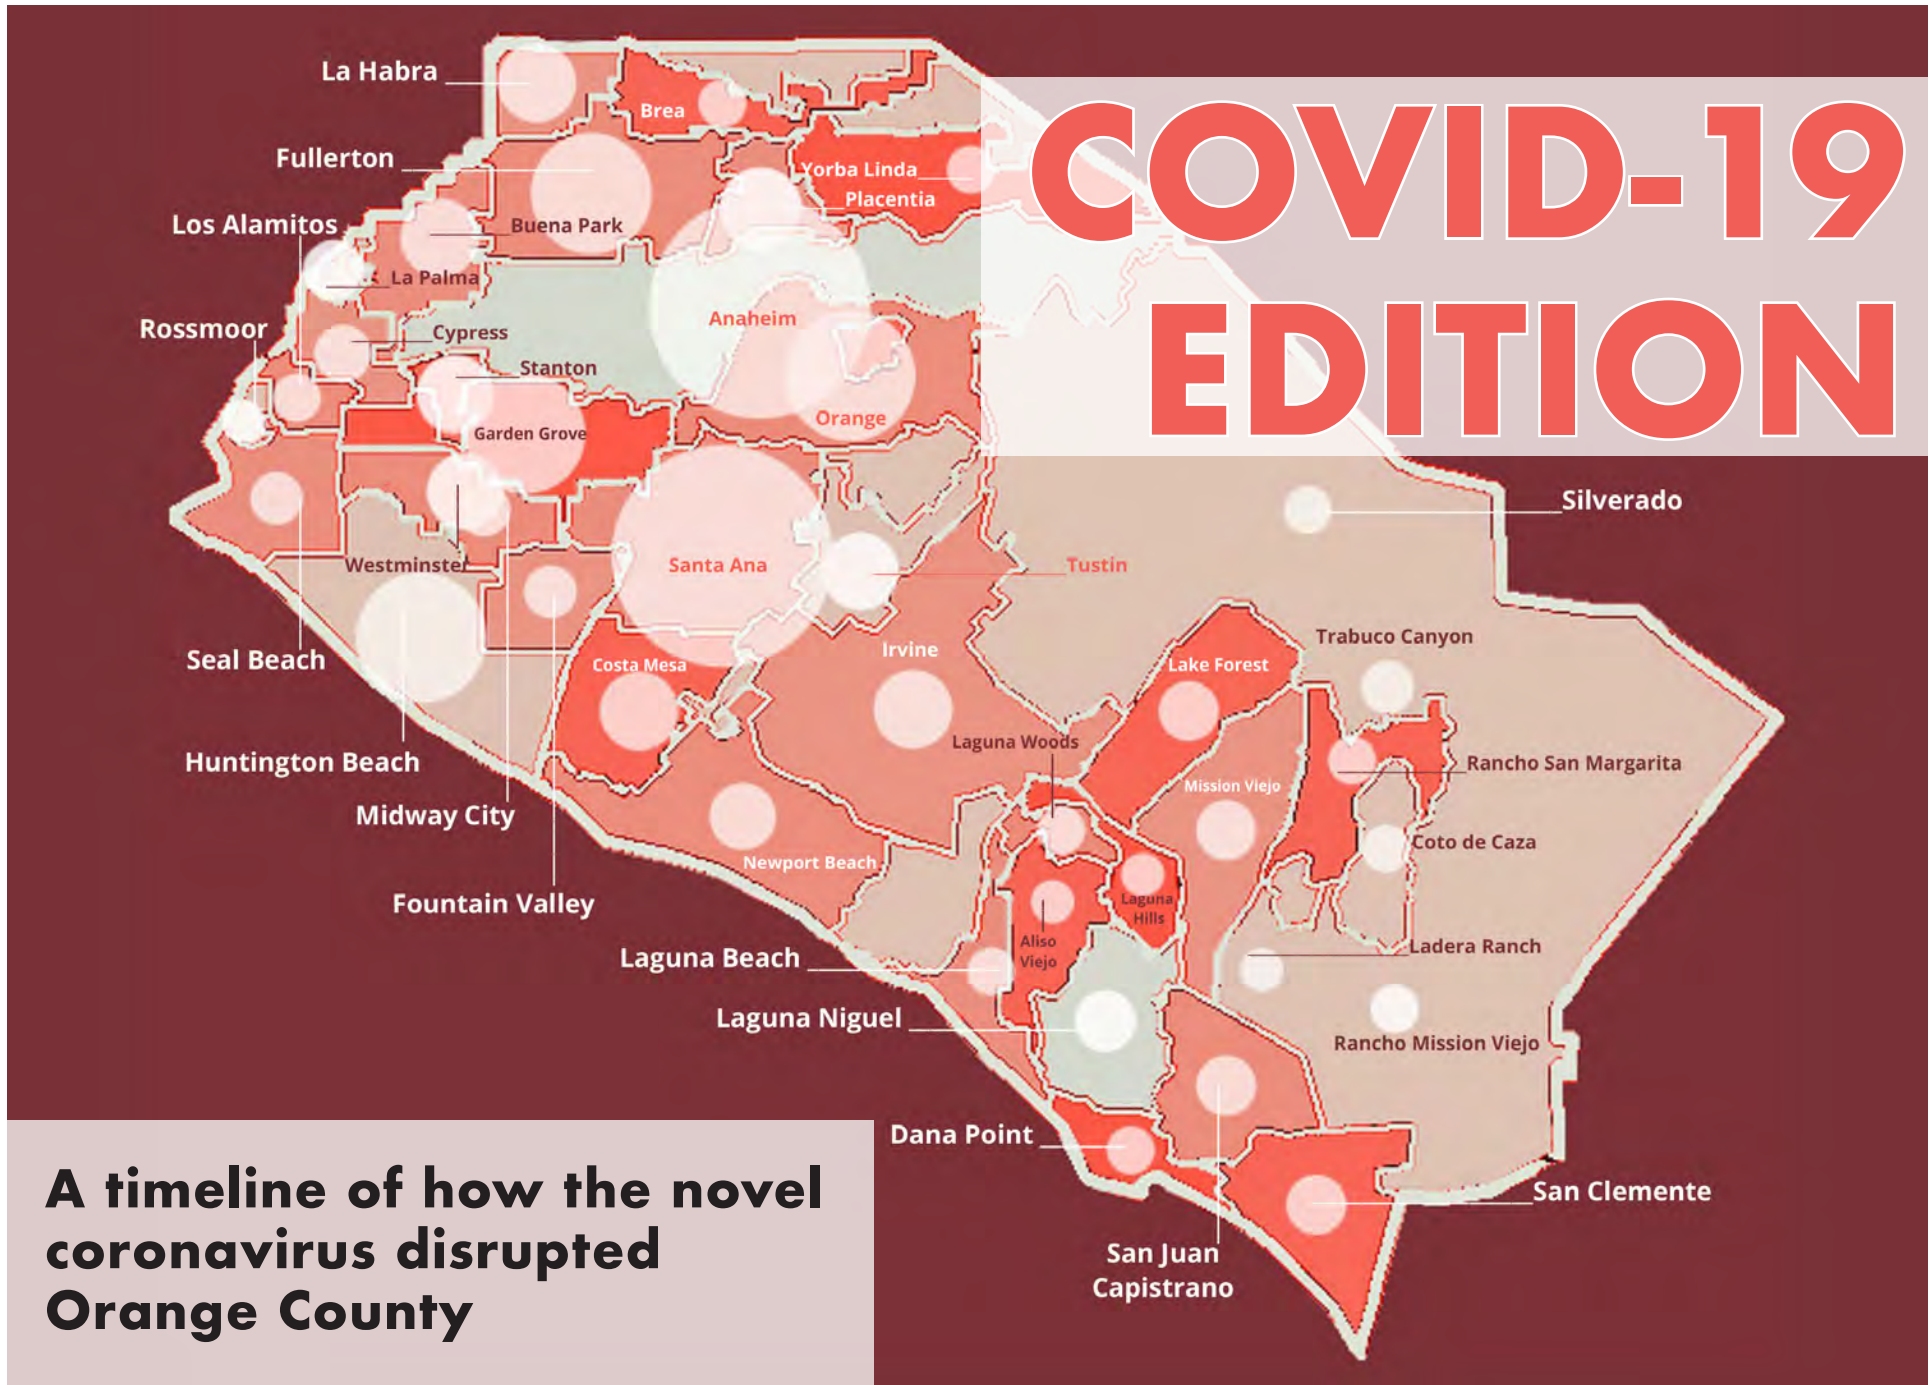 COVID-19
EDITION
La Habra
Brea
Fullerton
Yorba Linda
Placentia
Los Alamitos
Buena Park
La Palma
Anaheim
Rossmoor
Cypress
Stanton
Orange
Garden Grove
Silverado
Westminster
Santa Ana
Tustin
Trabuco Canyon
Irvine
Seal Beach
Costa Mesa
Lake Forest
Laguna Woods
Huntington Beach
Rancho San Margarita
Mission Viejo
Midway City
Coto de Caza
Newport Beach
Fountain Valley
Laguna
Hills
Aliso
Viejo
Ladera Ranch
Laguna Beach
Laguna Niguel
Rancho Mission Viejo
Dana Point
San Clemente
San Juan
Capistrano
A timeline of how the novel
coronavirus disrupted
Orange County